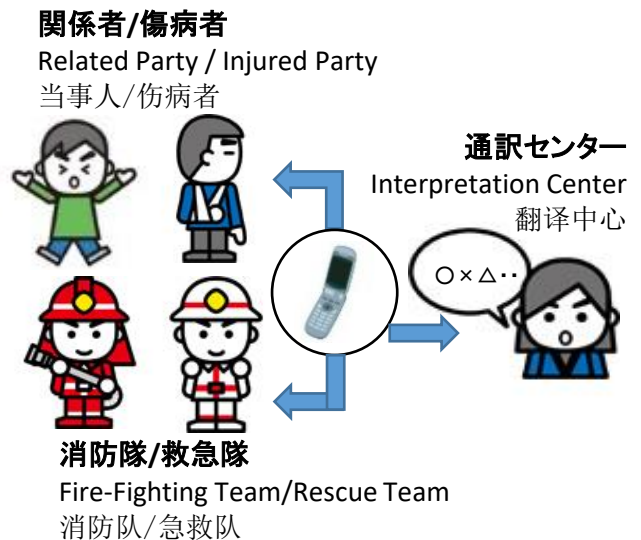 関係者/傷病者
Related Party / Injured Party
当事人/伤病者
通訳センター
Interpretation Center
翻译中心
○×△‥
消防隊/救急隊
Fire-Fighting Team/Rescue Team
消防队/急救队